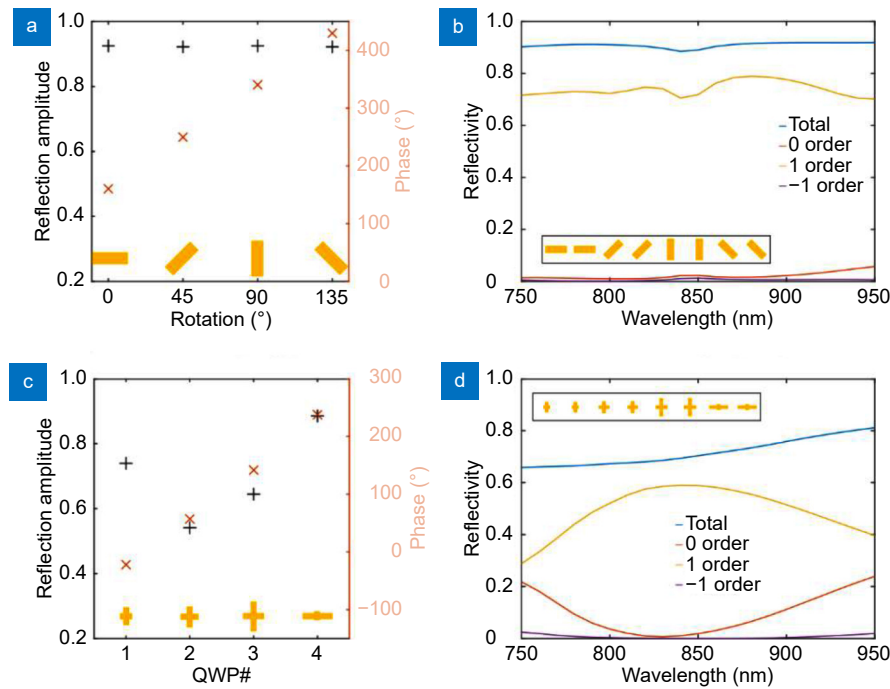 a
1.0
0.9
0.8
0.6
0.4
0.2
Reflection amplitude
0
45
90
135
Rotation (°)
400
300
200
100
0
Phase (°)
b
1.0
0.8
0.6
0.4
0.2
0
Reflectivity
Total
0 order
1 order
−1 order
750
800
850
900
950
Wavelength (nm)
c
1.0
0.8
0.6
0.4
0.2
Reflection amplitude
1
2
3
4
QWP#
300
200
100
0
−100
Phase (°)
d
1.0
0.8
0.6
0.4
0.2
0
Reflectivity
Total
0 order
1 order
−1 order
750
800
850
900
950
Wavelength (nm)